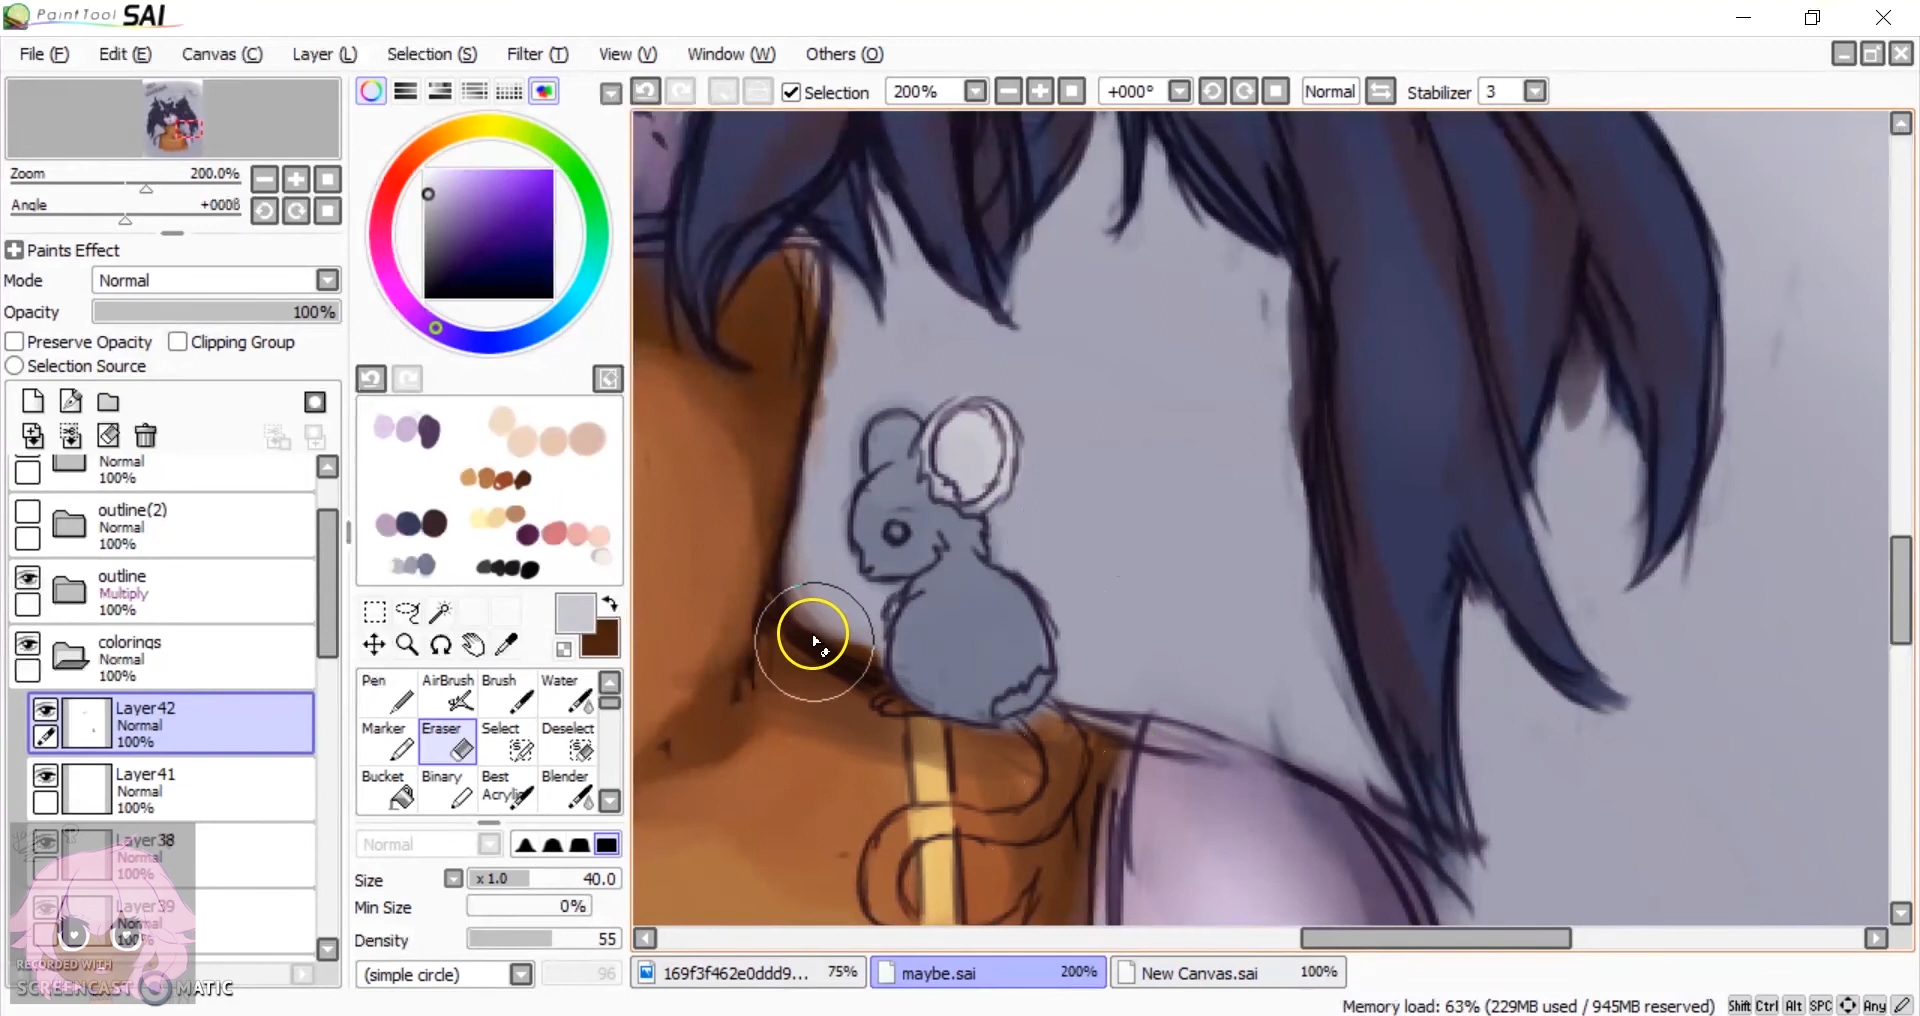 PaintTool SAI
File (F) Edit (E) Canvas (C) Layer (L) Selection (S) Filter (T) View (V) Window (W) Others (O)
Selection 200% +000° Normal Stabilizer 3
Zoom 200.0%
Angle +000
Paints Effect
Mode Normal
Opacity 100%
Preserve Opacity Clipping Group
Selection Source
Normal
100%
outline(2)
Normal
100%
outline
Multiply
100%
colorings
Normal
100%
Layer42
Normal
100%
Layer41
Normal
100%
Layer38
Normal
100%
Layer39
Normal
100%
RECORDED WITH
SCREENCAST MATIC
Pen AirBrush Brush Water
Marker Eraser Select Deselect
Bucket Binary Best Acrylic Blender
Normal
Size x 1.0 40.0
Min Size 0%
Density 55
(simple circle) 96
169f3f462e0ddd9... 75% maybe.sai 200% New Canvas.sai 100%
Memory load: 63% (229MB used / 945MB reserved) Shift Ctrl Alt SPC Any